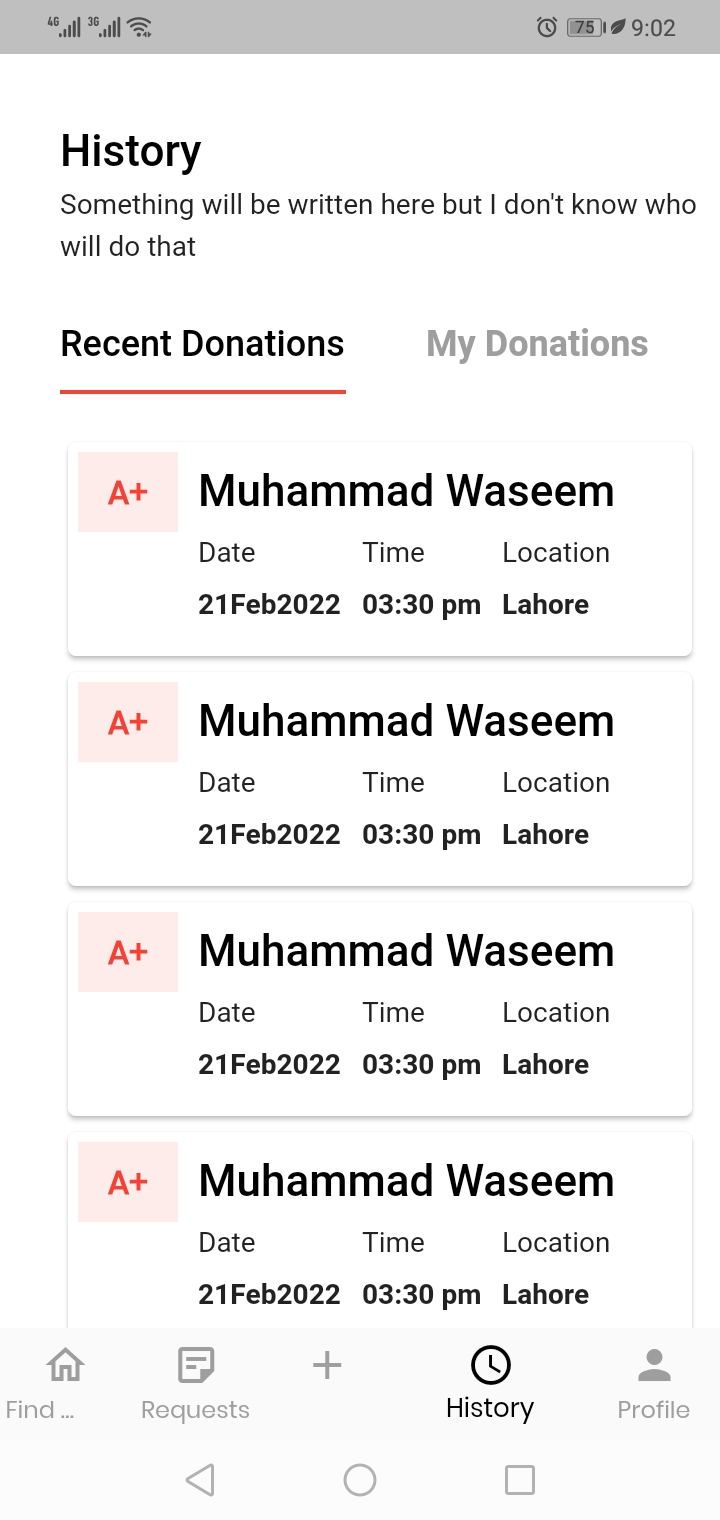 4G 3G 75 9:02
History
Something will be written here but I don't know who
will do that
Recent Donations My Donations
A+ Muhammad Waseem
Date Time Location
21Feb2022 03:30 pm Lahore
A+ Muhammad Waseem
Date Time Location
21Feb2022 03:30 pm Lahore
A+ Muhammad Waseem
Date Time Location
21Feb2022 03:30 pm Lahore
A+ Muhammad Waseem
Date Time Location
21Feb2022 03:30 pm Lahore
Find ... Requests History Profile